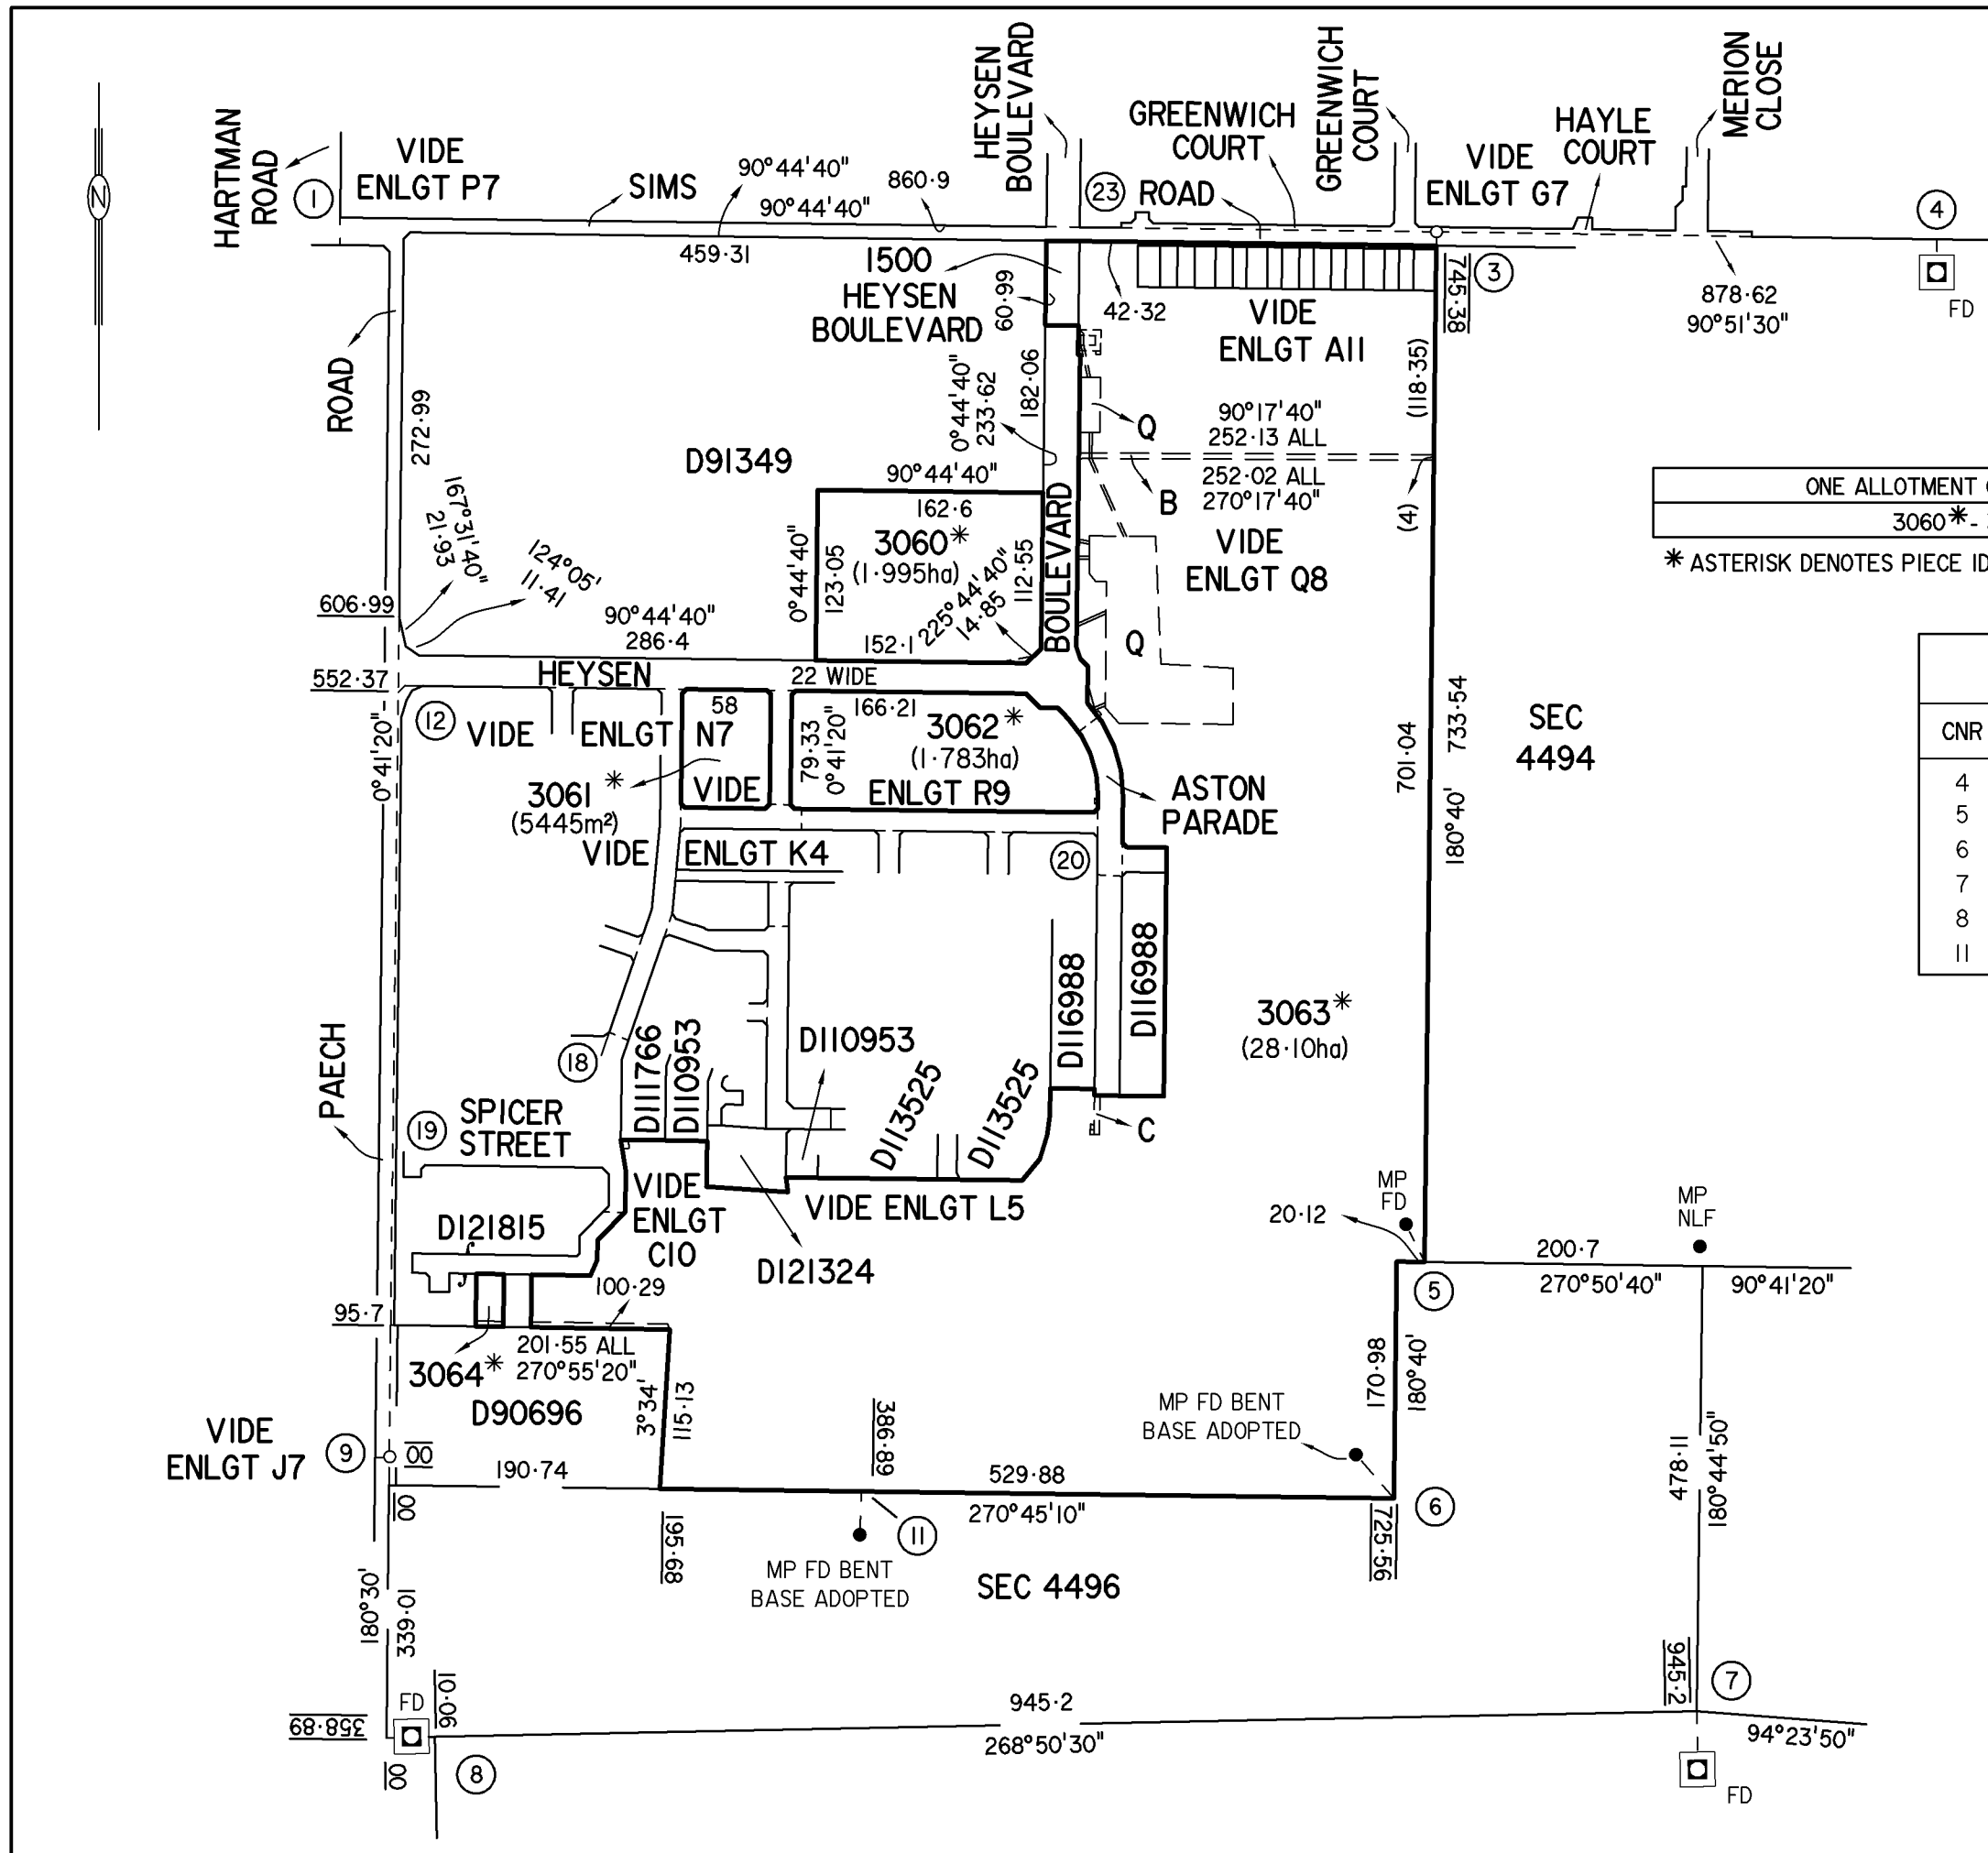 N
HARTMAN
ROAD
1
VIDE
ENLGT P7
SIMS
90°44'40"
90°44'40"
860·9
459·31
HEYSEN
BOULEVARD
23
GREENWICH
COURT
ROAD
GREENWICH
COURT
VIDE
ENLGT G7
HAYLE
COURT
MERION
CLOSE
4
FD
3
745·38
878·62
90°51'30"
1500
HEYSEN
BOULEVARD
60·99
42·32
VIDE
ENLGT A11
(118·35)
ROAD
272·99
182·06
0°44'40"
233·62
Q
90°17'40"
252·13 ALL
252·02 ALL
270°17'40"
B
(4)
D91349
90°44'40"
162·6
3060*
(1·995ha)
0°44'40"
123·05
112·55
225°44'40"
14·85
152·1
BOULEVARD
VIDE
ENLGT Q8
Q
ONE ALLOTMENT
3060*-
* ASTERISK DENOTES PIECE ID
167°31'40"
21·93
124°05'
11·41
606·99
90°44'40"
286·4
552·37
HEYSEN
22 WIDE
12
VIDE
ENLGT
N7
58
VIDE
166·21
3062*
(1·783ha)
79·33
0°41'20"
ENLGT R9
0°41'20"
3061*
(5445m²)
VIDE
ENLGT K4
20
ASTON
PARADE
701·04
733·54
180°40'
SEC
4494
CNR
4
5
6
7
8
11
D116988
D116988
3063*
(28·10ha)
PAECH
18
D111766
D110953
D110953
D113525
D113525
C
19
SPICER
STREET
VIDE
ENLGT
C10
VIDE ENLGT L5
D121815
D121324
100·29
95·7
201·55 ALL
270°55'20"
3064*
D90696
3°34'
115·13
MP
FD
20·12
5
MP
NLF
200·7
270°50'40"
90°41'20"
170·98
180°40'
MP FD BENT
BASE ADOPTED
VIDE
ENLGT J7
9
00
190·74
00
386·89
529·88
270°45'10"
11
6
478·11
180°44'50"
195·68
MP FD BENT
BASE ADOPTED
725·56
SEC 4496
180°30'
339·01
FD
10·06
358·89
00
8
945·2
268°50'30"
945·2
7
94°23'50"
FD